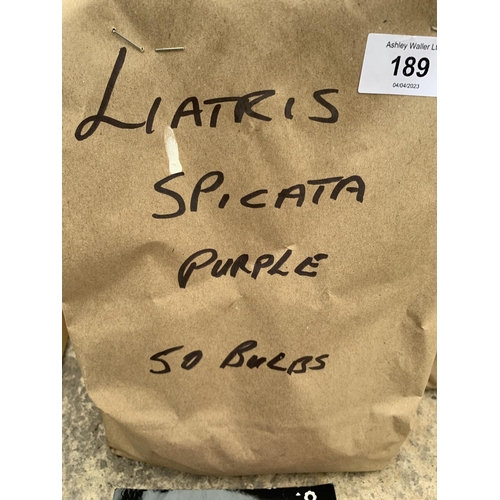 Ashley Waller Lt
189
04/04/2023
LIATRIS
SPICATA
PURPLE
50 BULBS